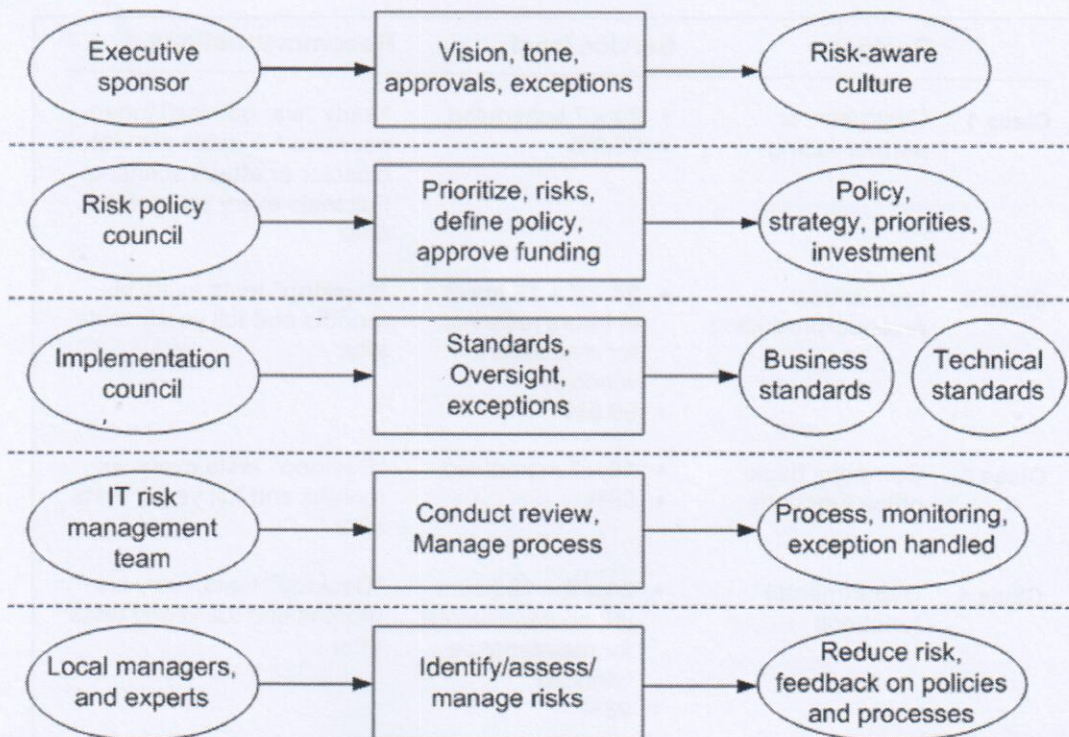 Executive
sponsor
Vision, tone,
approvals, exceptions
Risk-aware
culture
Risk policy
council
Prioritize, risks,
define policy,
approve funding
Policy,
strategy, priorities,
investment
Implementation
council
Standards,
Oversight,
exceptions
Business
standards
Technical
standards
IT risk
management
team
Conduct review,
Manage process
Process, monitoring,
exception handled
Local managers,
and experts
Identify/assess/
manage risks
Reduce risk,
feedback on policies
and processes